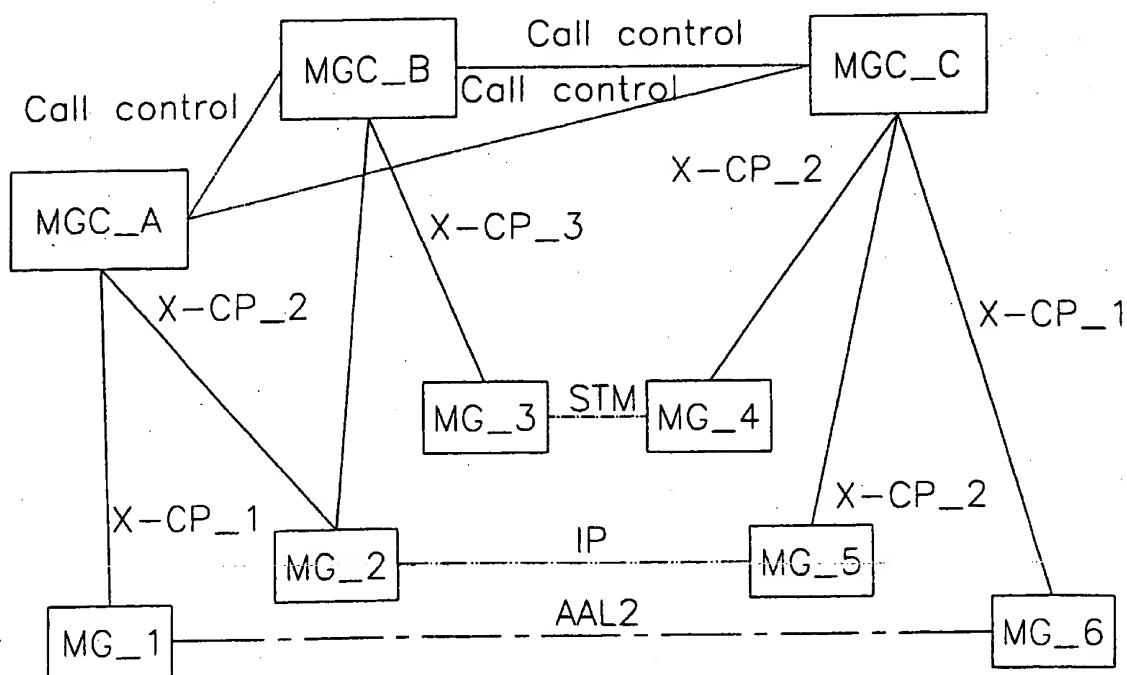 Call control
MGC_B
MGC_C
Call control
Call control
MGC_A
X-CP_2
X-CP_3
X-CP_2
X-CP_1
STM
MG_3
MG_4
X-CP_2
X-CP_1
IP
MG_2
MG_5
AAL2
MG_1
MG_6